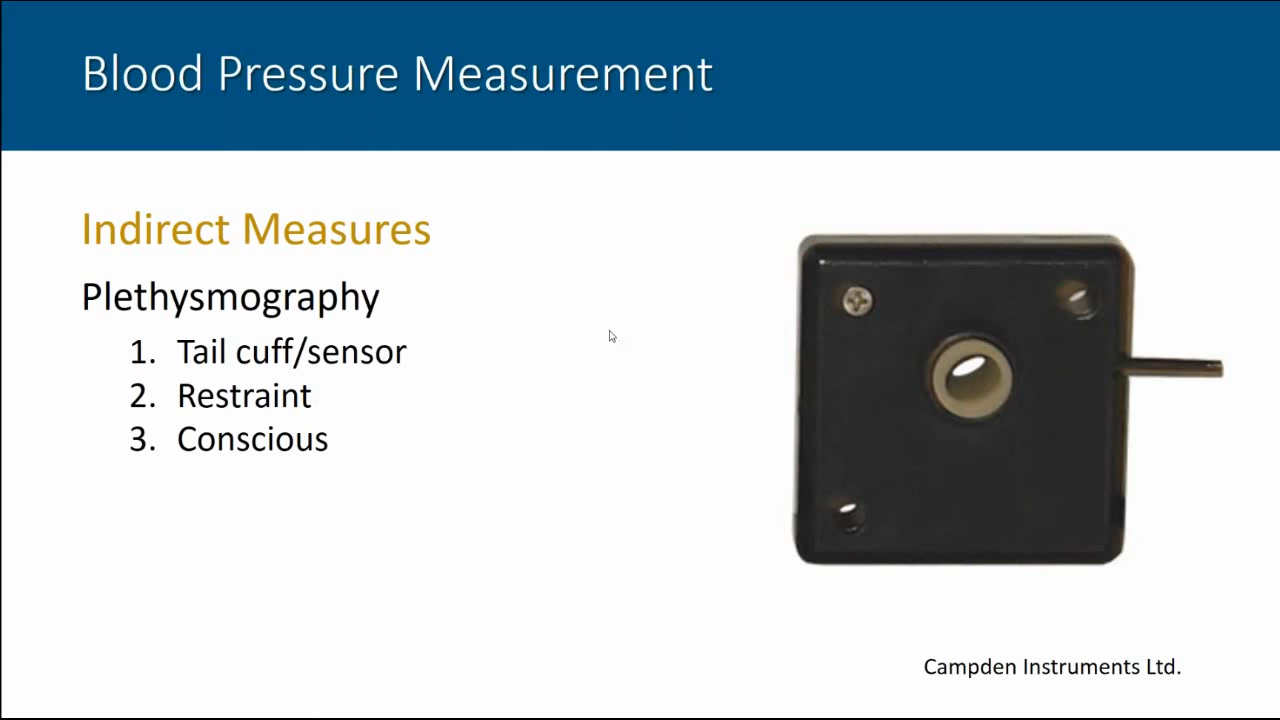 Blood Pressure Measurement
Indirect Measures
Plethysmography
1. Tail cuff/sensor
2. Restraint
3. Conscious
Campden Instruments Ltd.